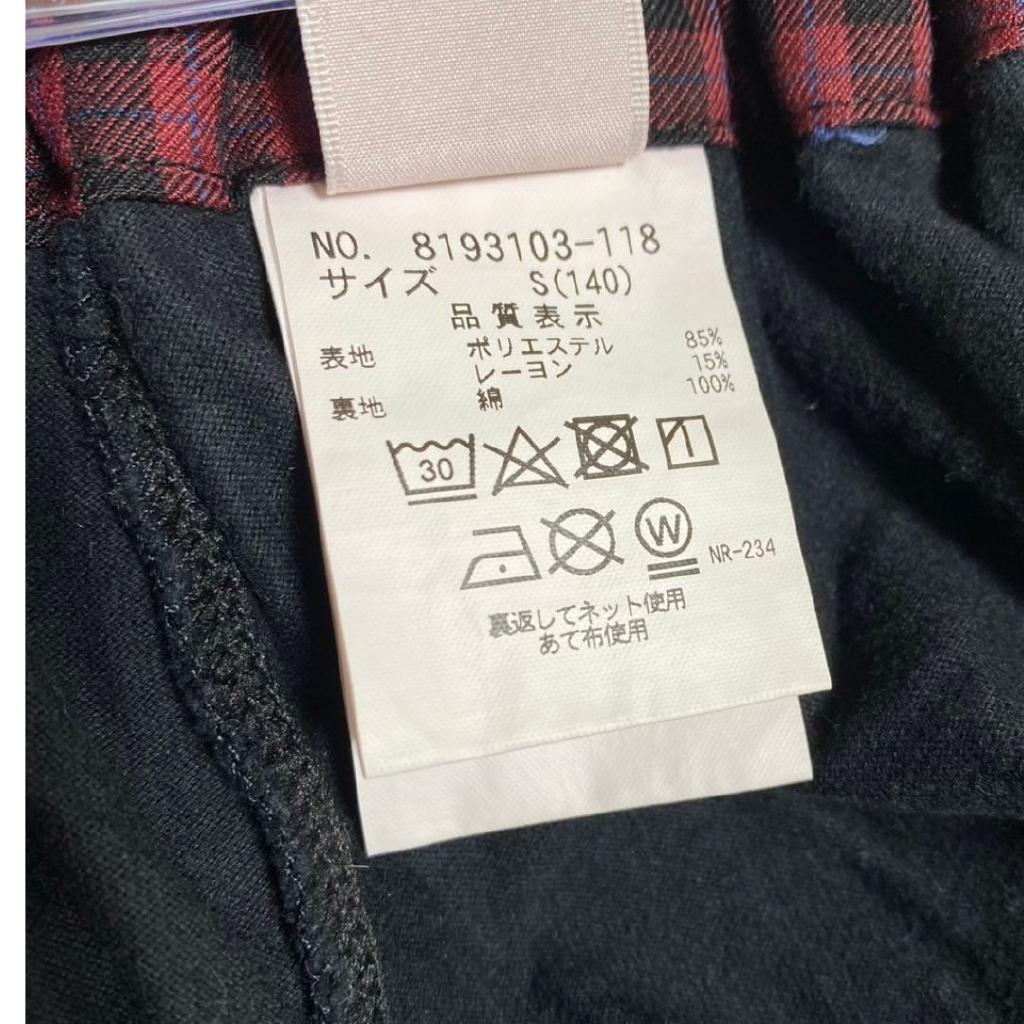 NO. 8193103-118
サイズ S(140)
品質表示
表地 ポリエステル 85%
レーヨン 15%
裏地 綿 100%
30
W NR-234
裏返してネット使用
あて布使用